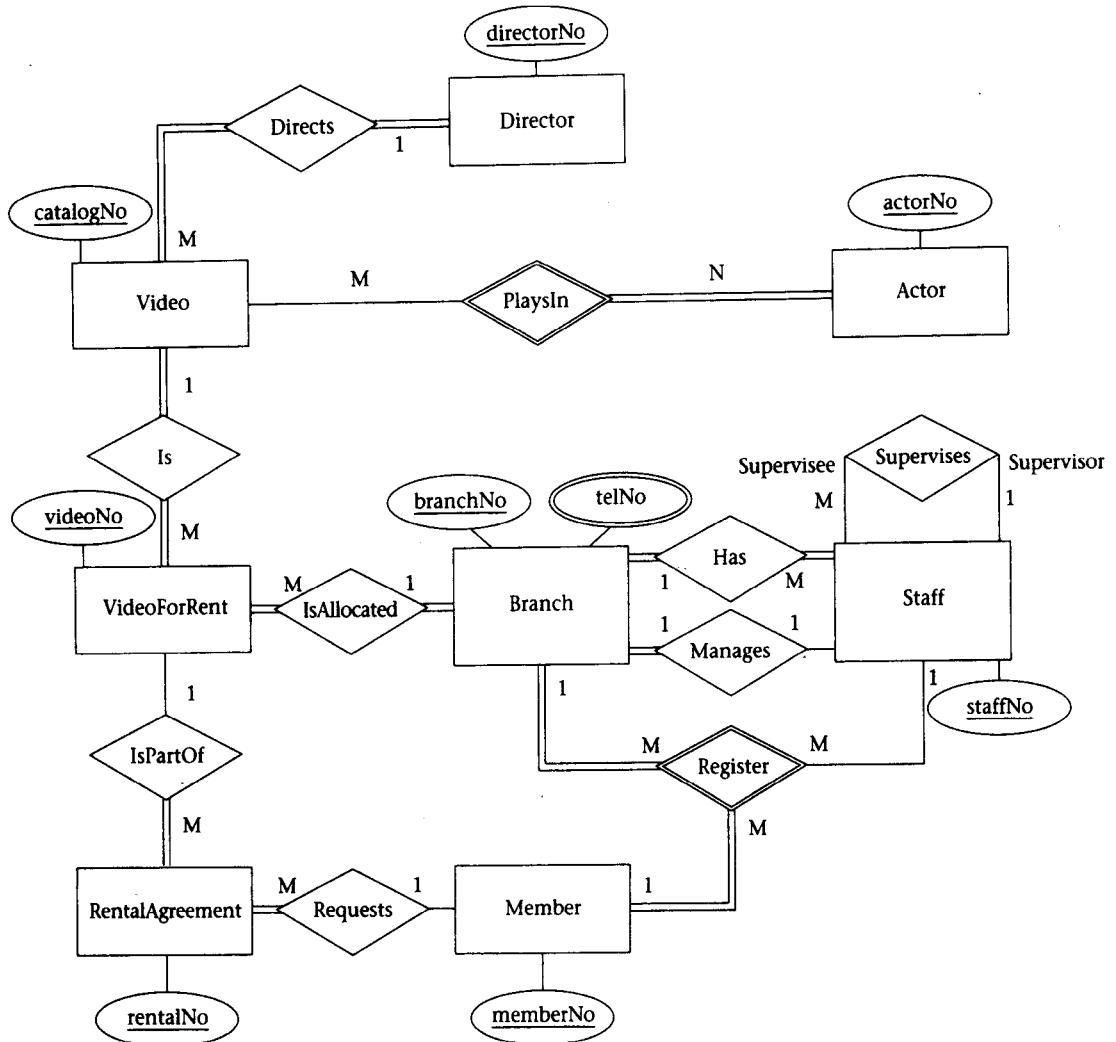 directorNo
Directs
1
Director
catalogNo
M
actorNo
Video
M
PlaysIn
N
Actor
1
Is
Supervisee
Supervises
Supervisor
M
1
videoNo
M
branchNo
telNo
Has
1
M
VideoForRent
M
IsAllocated
1
Branch
Staff
1
Manages
1
1
1
1
staffNo
IsPartOf
M
Register
M
M
M
RentalAgreement
M
Requests
1
Member
1
rentalNo
memberNo